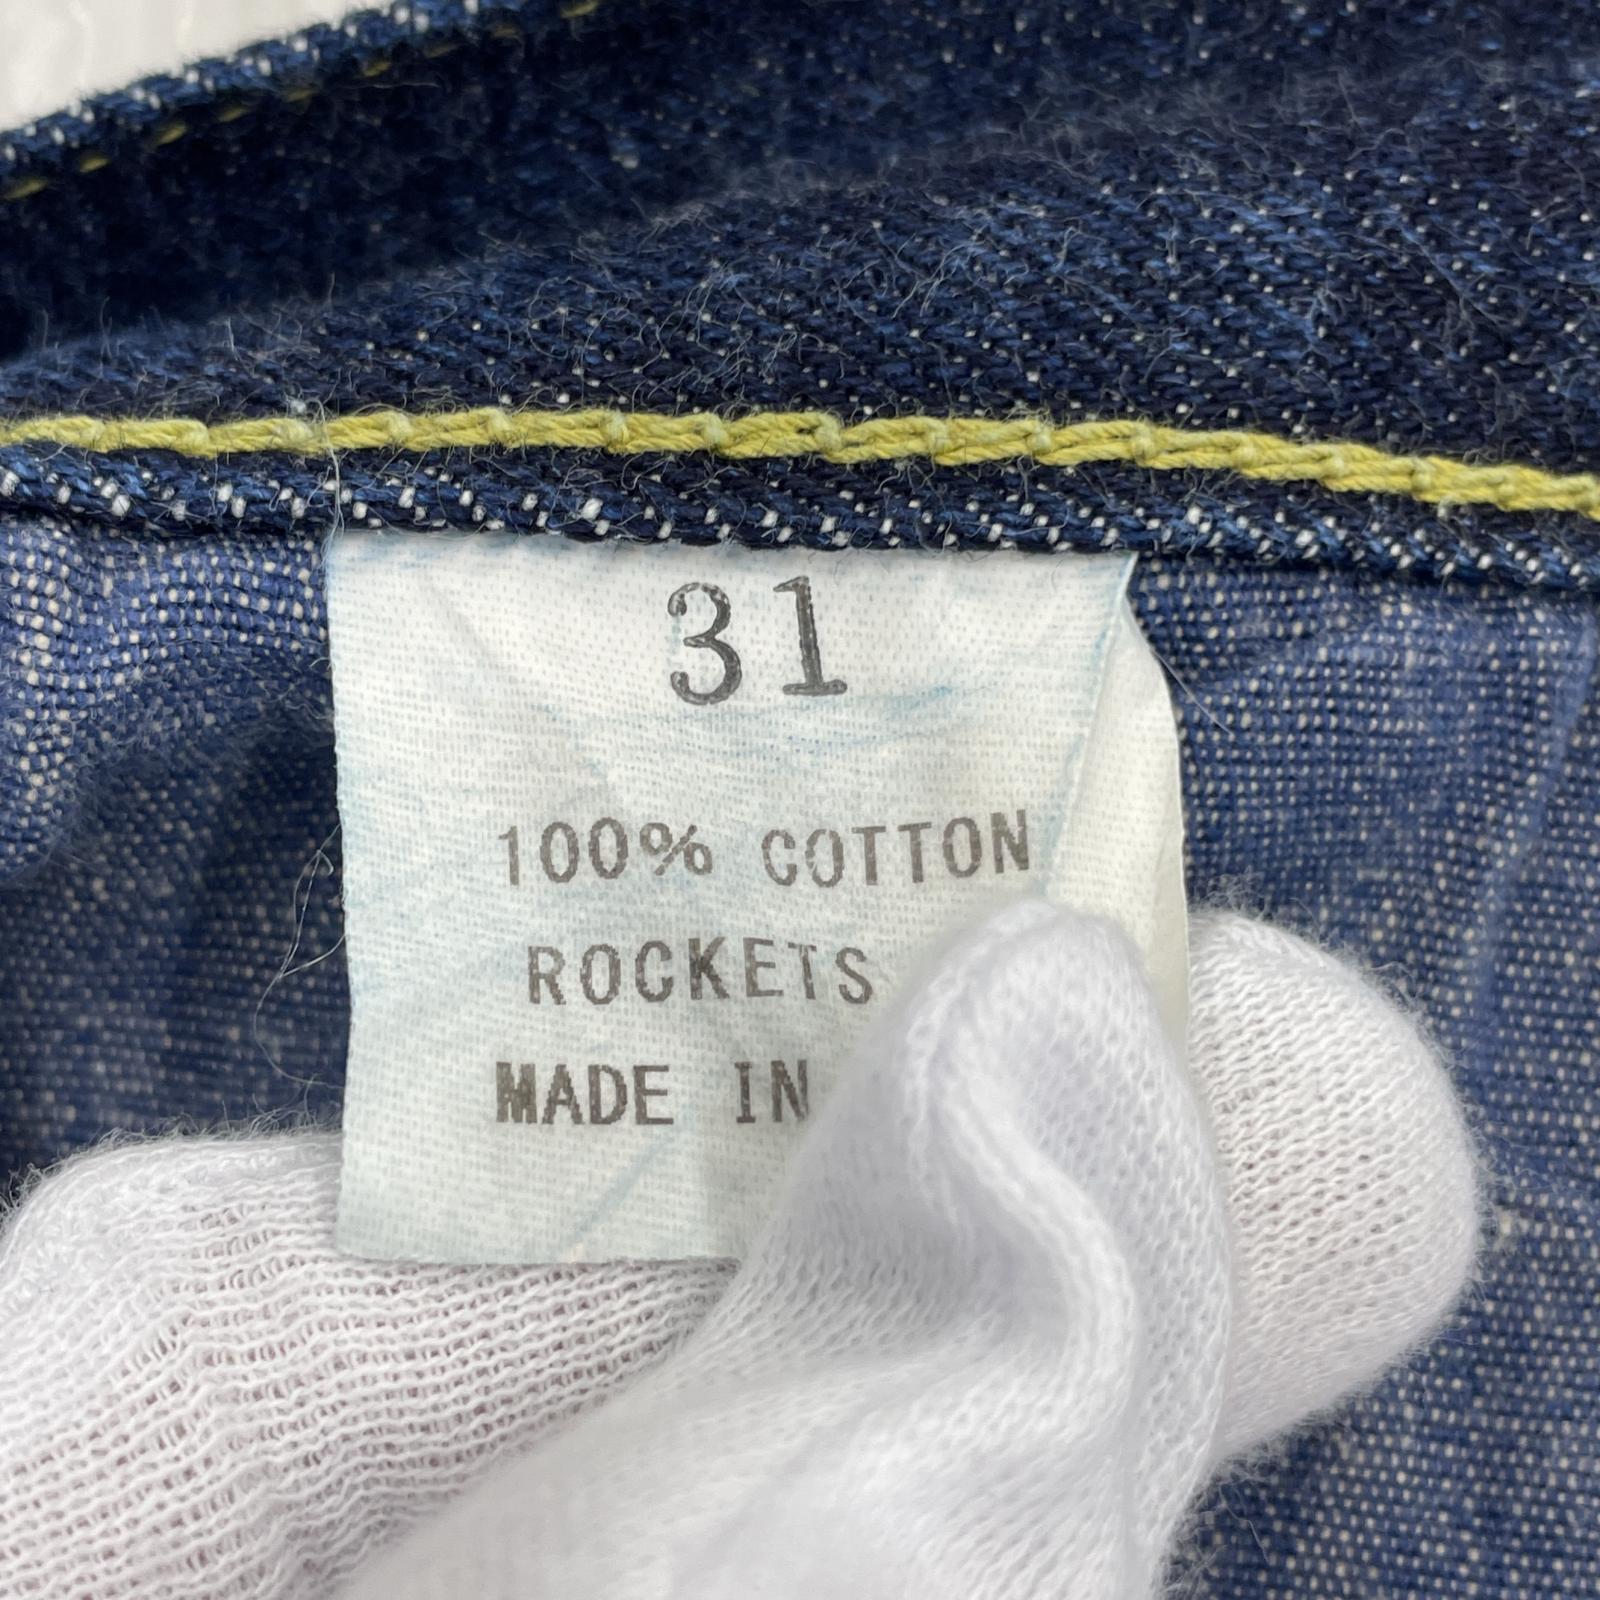 31
100% COTTON
ROCKETS
MADE IN